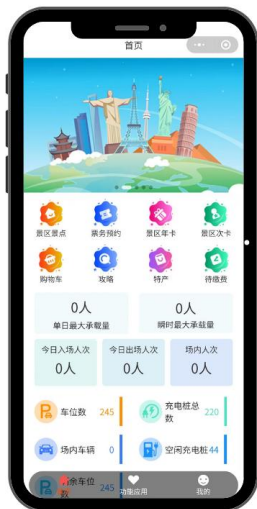 首页
景区景点 票务预约 景区年卡 景区次卡
购物车 攻略 特产 待缴费
0人 0人
单日最大承载量 瞬时最大承载量
今日入场人次 今日出场人次 场内人次
0人 0人 0人
车位数 245 充电桩总数 220
场内车辆 0 空闲充电桩 44
余车位数 245
功能应用 我的